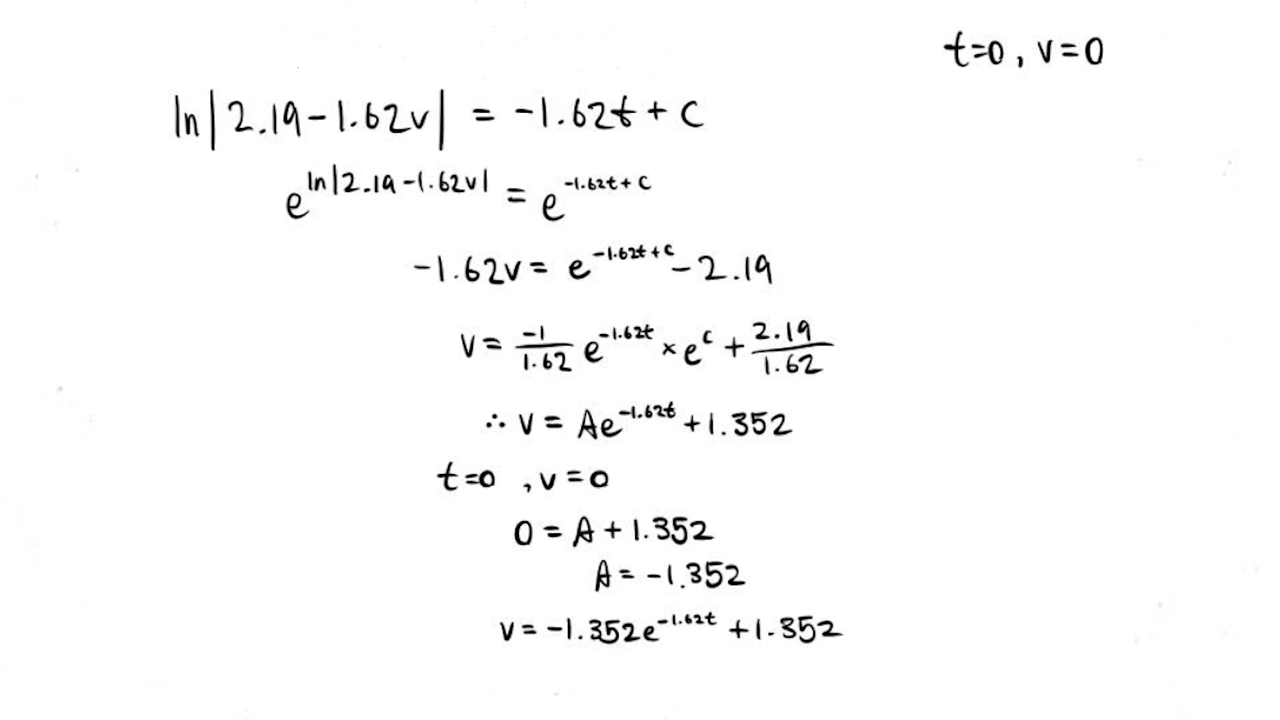 t=0, v=0
ln|2.19-1.62v| = -1.62t + C
e^{ln|2.19-1.62v|} = e^{-1.62t+C}
-1.62v = e^{-1.62t+C} - 2.19
v = \frac{-1}{1.62} e^{-1.62t} × e^{C} + \frac{2.19}{1.62}
∴ v = Ae^{-1.62t} + 1.352
t=0, v=0
0 = A + 1.352
A = -1.352
v = -1.352e^{-1.62t} + 1.352